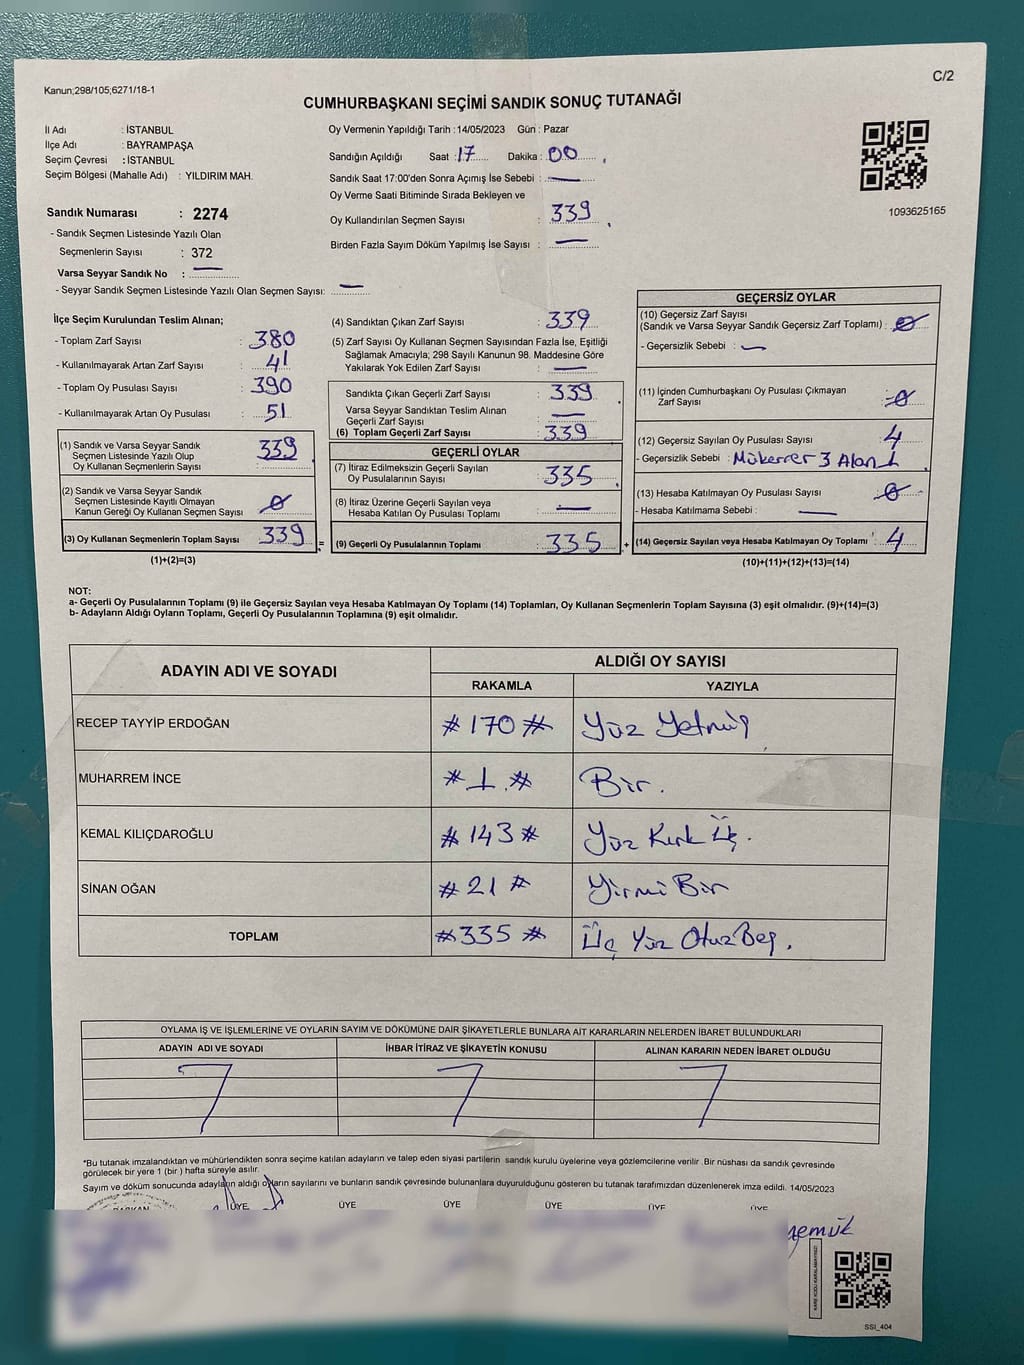 C/2
Kanun;298/105;6271/18-1
CUMHURBAŞKANI SEÇİMİ SANDIK SONUÇ TUTANAĞI
İl Adı : İSTANBUL
İlçe Adı : BAYRAMPAŞA
Seçim Çevresi : İSTANBUL
Seçim Bölgesi (Mahalle Adı) : YILDIRIM MAH.
Sandık Numarası : 2274
- Sandık Seçmen Listesinde Yazılı Olan
Seçmenlerin Sayısı : 372
Varsa Seyyar Sandık No : —
- Seyyar Sandık Seçmen Listesinde Yazılı Olan Seçmen Sayısı: —
Oy Vermenin Yapıldığı Tarih : 14/05/2023 Gün : Pazar
Sandığın Açıldığı Saat : 17 Dakika : 00
Sandık Saat 17:00'den Sonra Açımış İse Sebebi : —
Oy Verme Saati Bitiminde Sırada Bekleyen ve
Oy Kullandırılan Seçmen Sayısı : 339
Birden Fazla Sayım Döküm Yapılmış İse Sayısı : —
1093625165
İlçe Seçim Kurulundan Teslim Alınan;
- Toplam Zarf Sayısı : 380
- Kullanılmayarak Artan Zarf Sayısı : 41
- Toplam Oy Pusulası Sayısı : 390
- Kullanılmayarak Artan Oy Pusulası : 51
(1) Sandık ve Varsa Seyyar Sandık
Seçmen Listesinde Yazılı Olup
Oy Kullanan Seçmenlerin Sayısı : 339
(2) Sandık ve Varsa Seyyar Sandık
Seçmen Listesinde Kayıtlı Olmayan
Kanun Gereği Oy Kullanan Seçmen Sayısı : 0
(3) Oy Kullanan Seçmenlerin Toplam Sayısı : 339 =
(1)+(2)=(3)
(4) Sandıktan Çıkan Zarf Sayısı : 339
(5) Zarf Sayısı Oy Kullanan Seçmen Sayısından Fazla İse, Eşitliği
Sağlamak Amacıyla; 298 Sayılı Kanunun 98. Maddesine Göre
Yakılarak Yok Edilen Zarf Sayısı : —
Sandıkta Çıkan Geçerli Zarf Sayısı : 339
Varsa Seyyar Sandıktan Teslim Alınan
Geçerli Zarf Sayısı : —
(6) Toplam Geçerli Zarf Sayısı : 339
GEÇERLİ OYLAR
(7) İtiraz Edilmeksizin Geçerli Sayılan
Oy Pusulalarının Sayısı : 335
(8) İtiraz Üzerine Geçerli Sayılan veya
Hesaba Katılan Oy Pusulası Toplamı : —
(9) Geçerli Oy Pusulalarının Toplamı : 335 +
GEÇERSİZ OYLAR
(10) Geçersiz Zarf Sayısı
(Sandık ve Varsa Seyyar Sandık Geçersiz Zarf Toplamı) : 0
- Geçersizlik Sebebi : —
(11) İçinden Cumhurbaşkanı Oy Pusulası Çıkmayan
Zarf Sayısı : 0
(12) Geçersiz Sayılan Oy Pusulası Sayısı : 4
- Geçersizlik Sebebi : Mükerrer 3 Alan 1
(13) Hesaba Katılmayan Oy Pusulası Sayısı : 0
- Hesaba Katılmama Sebebi : —
(14) Geçersiz Sayılan veya Hesaba Katılmayan Oy Toplamı : 4
(10)+(11)+(12)+(13)=(14)
NOT:
a- Geçerli Oy Pusulalarının Toplamı (9) ile Geçersiz Sayılan veya Hesaba Katılmayan Oy Toplamı (14) Toplamları, Oy Kullanan Seçmenlerin Toplam Sayısına (3) eşit olmalıdır. (9)+(14)=(3)
b- Adayların Aldığı Oyların Toplamı, Geçerli Oy Pusulalarının Toplamına (9) eşit olmalıdır.
ADAYIN ADI VE SOYADI ALDIĞI OY SAYISI
RAKAMLA YAZIYLA
RECEP TAYYİP ERDOĞAN #170# Yüz Yetmiş
MUHARREM İNCE #1.# Bir.
KEMAL KILIÇDAROĞLU #143# Yüz Kırk Üç.
SİNAN OĞAN #21# Yirmi Bir
TOPLAM #335# Üç Yüz Otuz Beş.
OYLAMA İŞ VE İŞLEMLERİNE VE OYLARIN SAYIM VE DÖKÜMÜNE DAİR ŞİKAYETLERLE BUNLARA AİT KARARLARIN NELERDEN İBARET BULUNDUKLARI
ADAYIN ADI VE SOYADI İHBAR İTİRAZ VE ŞİKAYETİN KONUSU ALINAN KARARIN NEDEN İBARET OLDUĞU
*Bu tutanak imzalandıktan ve mühürlendikten sonra seçime katılan adayların ve talep eden siyasi partilerin sandık kurulu üyelerine veya gözlemcilerine verilir .Bir nüshası da sandık çevresinde
görülecek bir yere 1 (bir.) hafta süreyle asılır.
Sayım ve döküm sonucunda adayların aldığı oyların sayılarını ve bunların sandık çevresinde bulunanlara duyurulduğunu gösteren bu tutanak tarafımızdan düzenlenerek imza edildi. 14/05/2023
BAŞKAN ÜYE ÜYE ÜYE ÜYE ÜYE ÜYE
SSI_404